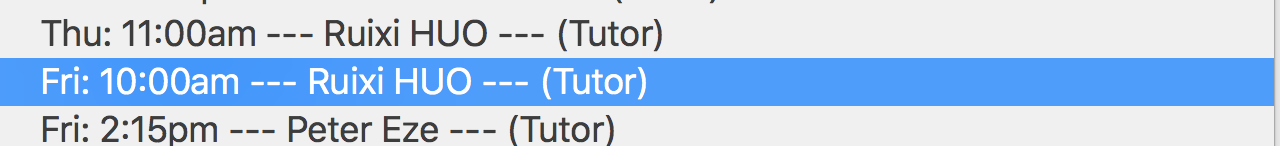 Thu: 11:00am --- Ruixi HUO --- (Tutor)
Fri: 10:00am --- Ruixi HUO --- (Tutor)
Fri: 2:15pm --- Peter Eze --- (Tutor)